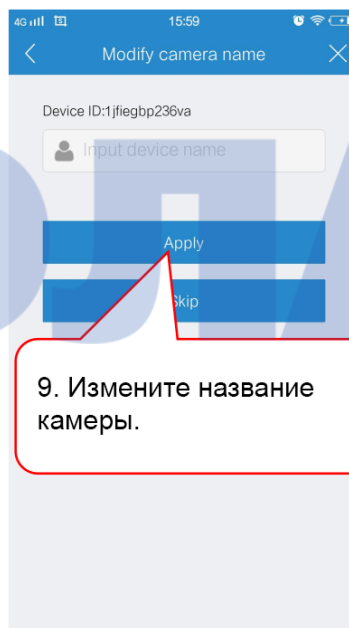 4G 15:59
Modify camera name
Device ID:1jfiegbp236va
Input device name
Apply
Skip
9. Измените название
камеры.